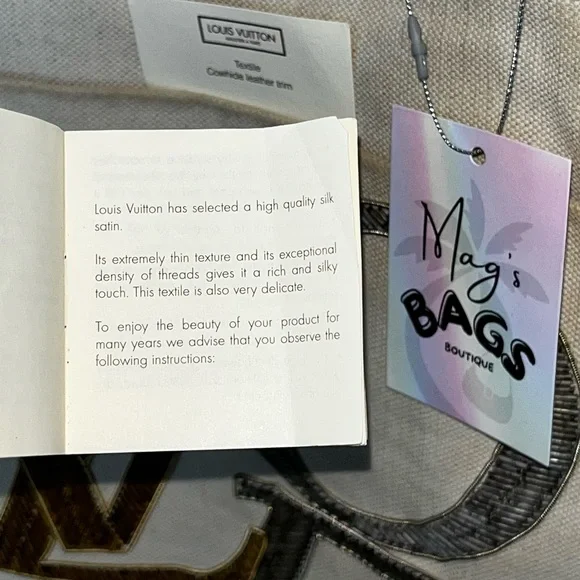 LOUIS VUITTON
MALLETIER À PARIS
Textile
Cowhide leather trim
Louis Vuitton has selected a high quality silk
satin.
Its extremely thin texture and its exceptional
density of threads gives it a rich and silky
touch. This textile is also very delicate.
To enjoy the beauty of your product for
many years we advise that you observe the
following instructions:
Mag's
BAGS
BOUTIQUE